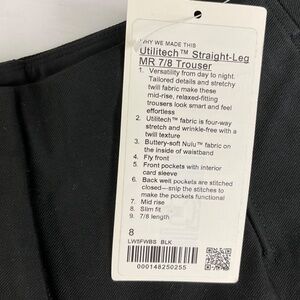 WHY WE MADE THIS
Utilitech™ Straight-Leg
MR 7/8 Trouser
1. Versatility from day to night.
Tailored details and stretchy
twill fabric make these
mid-rise, relaxed-fitting
trousers look smart and feel
effortless
2. Utilitech™ fabric is four-way
stretch and wrinkle-free with a
twill texture
3. Buttery-soft Nulu™ fabric on
the inside of waistband
4. Fly front
5. Front pockets with interior
card sleeve
6. Back welt pockets are stitched
closed—snip the stitches to
make the pockets functional
7. Mid rise
8. Slim fit
9. 7/8 length
8
LW5FWBS BLK
000148250255